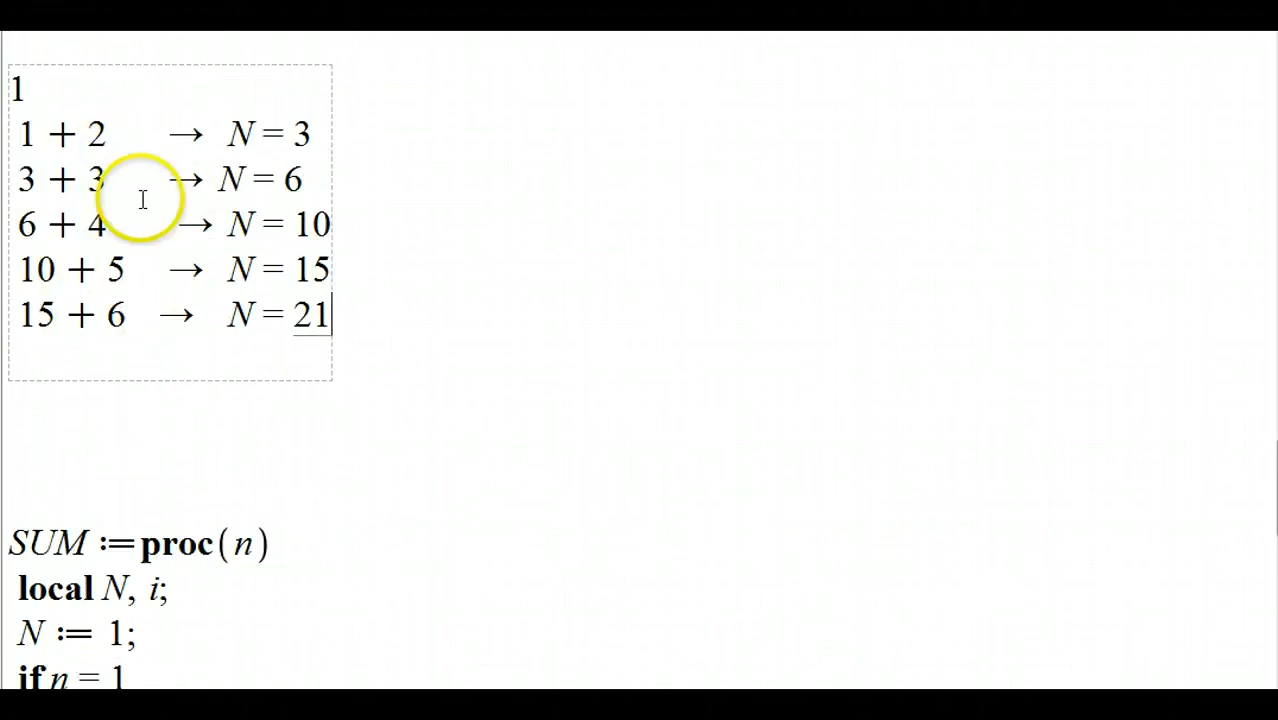 1
1 + 2 → N = 3
3 + 3 → N = 6
6 + 4 → N = 10
10 + 5 → N = 15
15 + 6 → N = 21
SUM := proc(n)
local N, i;
N := 1;
if n = 1